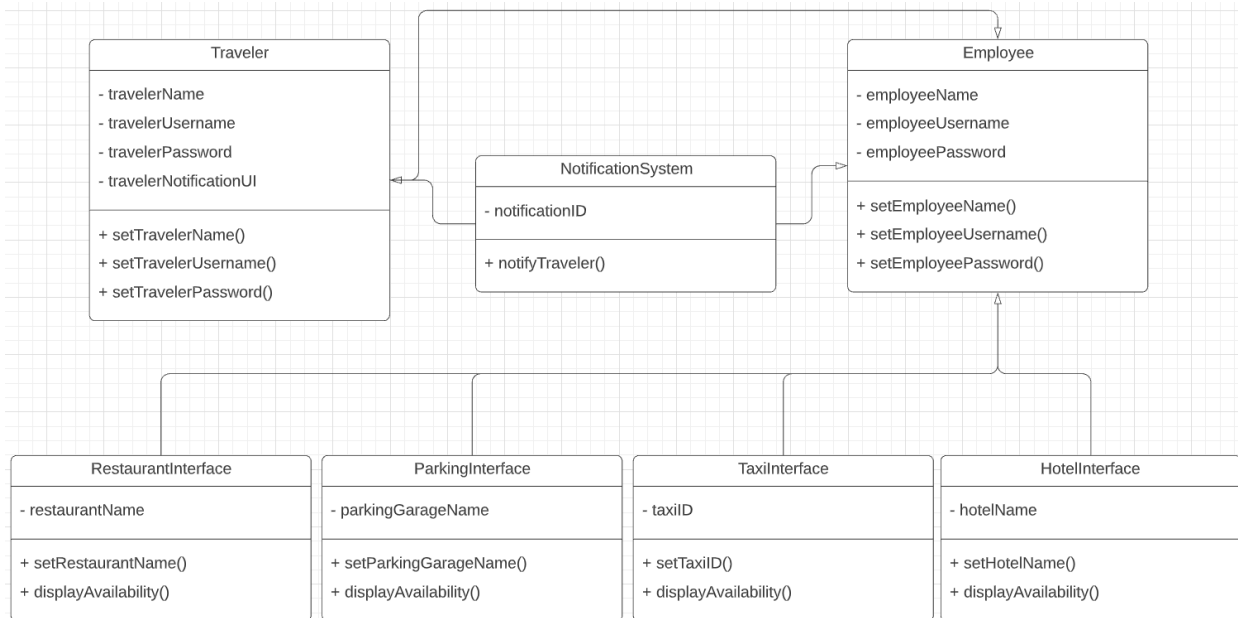 Traveler
- travelerName
- travelerUsername
- travelerPassword
- travelerNotificationUI
+ setTravelerName()
+ setTravelerUsername()
+ setTravelerPassword()
NotificationSystem
- notificationID
+ notifyTraveler()
Employee
- employeeName
- employeeUsername
- employeePassword
+ setEmployeeName()
+ setEmployeeUsername()
+ setEmployeePassword()
RestaurantInterface
- restaurantName
+ setRestaurantName()
+ displayAvailability()
ParkingInterface
- parkingGarageName
+ setParkingGarageName()
+ displayAvailability()
TaxiInterface
- taxiID
+ setTaxiID()
+ displayAvailability()
HotelInterface
- hotelName
+ setHotelName()
+ displayAvailability()